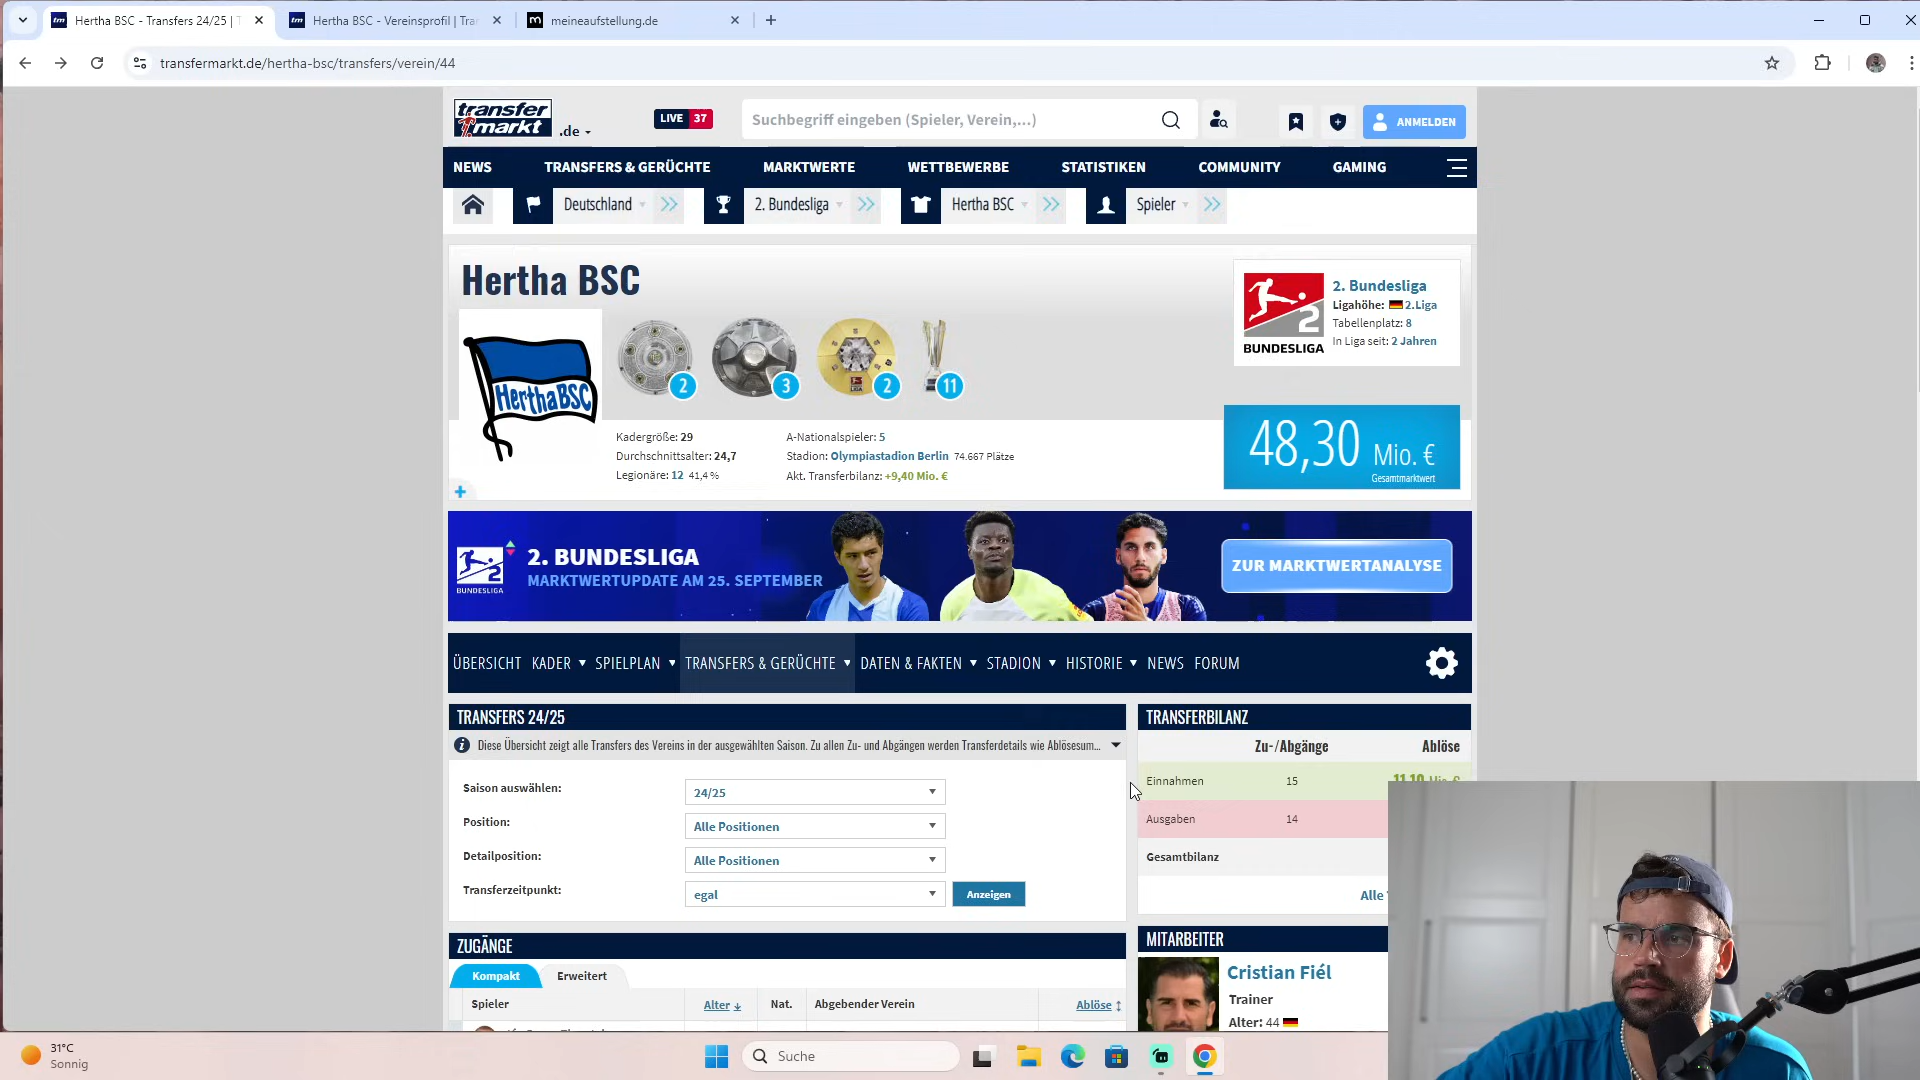 Hertha BSC - Transfers 24/25 | T
Hertha BSC - Vereinsprofil | Tra
meineaufstellung.de
transfermarkt.de/hertha-bsc/transfers/verein/44
transfer
markt
.de
LIVE 37
Suchbegriff eingeben (Spieler, Verein,...)
ANMELDEN
NEWS TRANSFERS & GERÜCHTE MARKTWERTE WETTBEWERBE STATISTIKEN COMMUNITY GAMING
Deutschland 2. Bundesliga Hertha BSC Spieler
Hertha BSC
Hertha BSC
2 3 2 11
2. Bundesliga
Ligahöhe: 2.Liga
Tabellenplatz: 8
In Liga seit: 2 Jahren
2
BUNDESLIGA
Kadergröße: 29
Durchschnittsalter: 24,7
Legionäre: 12 41,4 %
A-Nationalspieler: 5
Stadion: Olympiastadion Berlin 74.667 Plätze
Akt. Transferbilanz: +9,40 Mio. €
48,30 Mio. €
Gesamtmarktwert
2
BUNDESLIGA
2. BUNDESLIGA
MARKTWERTUPDATE AM 25. SEPTEMBER
ZUR MARKTWERTANALYSE
ÜBERSICHT KADER SPIELPLAN TRANSFERS & GERÜCHTE DATEN & FAKTEN STADION HISTORIE NEWS FORUM
TRANSFERS 24/25
Diese Übersicht zeigt alle Transfers des Vereins in der ausgewählten Saison. Zu allen Zu- und Abgängen werden Transferdetails wie Ablösesum...
Saison auswählen: 24/25
Position: Alle Positionen
Detailposition: Alle Positionen
Transferzeitpunkt: egal Anzeigen
TRANSFERBILANZ
Zu-/Abgänge Ablöse
Einnahmen 15 11,10 Mio. €
Ausgaben 14
Gesamtbilanz
Alle
ZUGÄNGE
Kompakt Erweitert
Spieler Alter Nat. Abgebender Verein Ablöse
MITARBEITER
Cristian Fiél
Trainer
Alter: 44
31°C
Sonnig
Suche